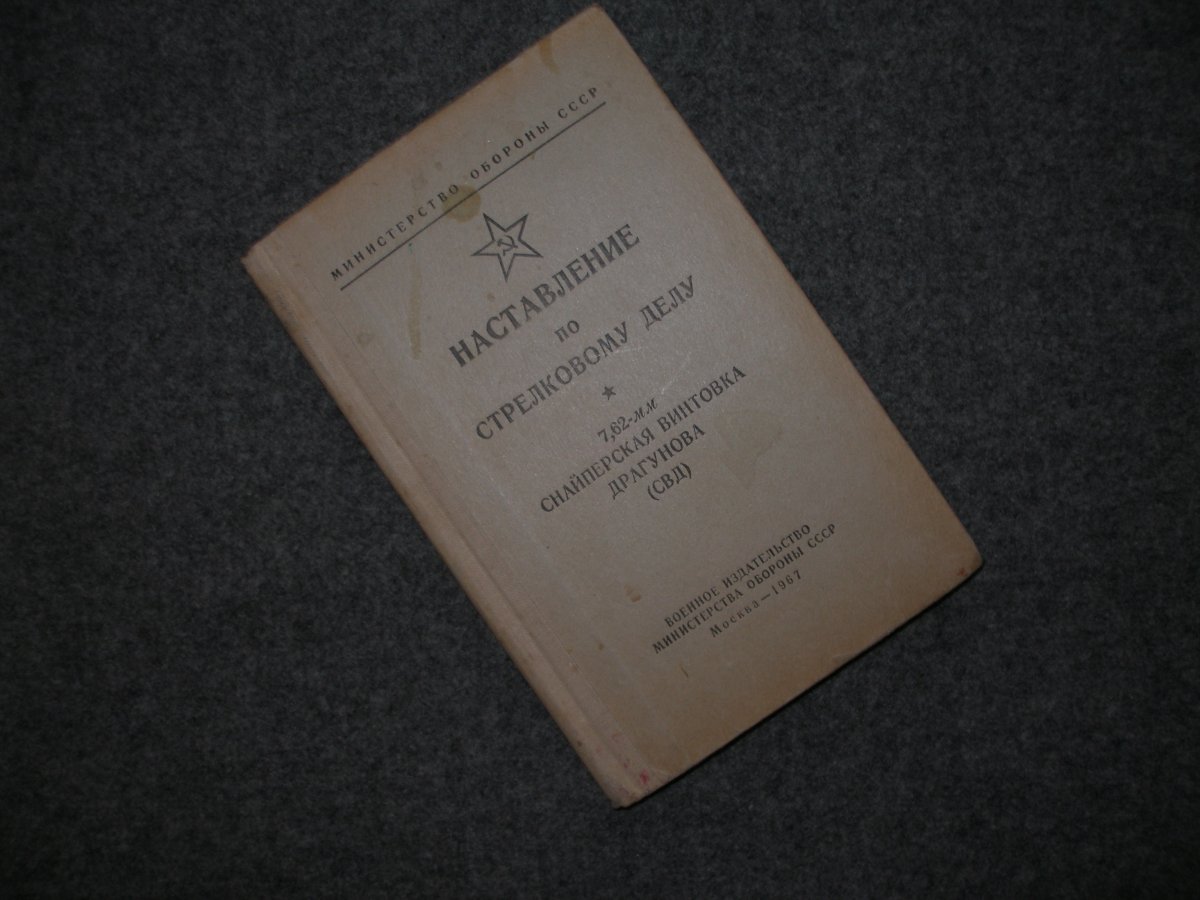 МИНИСТЕРСТВО ОБОРОНЫ СССР
НАСТАВЛЕНИЕ
ПО
СТРЕЛКОВОМУ ДЕЛУ
7,62-мм
СНАЙПЕРСКАЯ ВИНТОВКА
ДРАГУНОВА
(СВД)
ВОЕННОЕ ИЗДАТЕЛЬСТВО
МИНИСТЕРСТВА ОБОРОНЫ СССР
Москва—1967